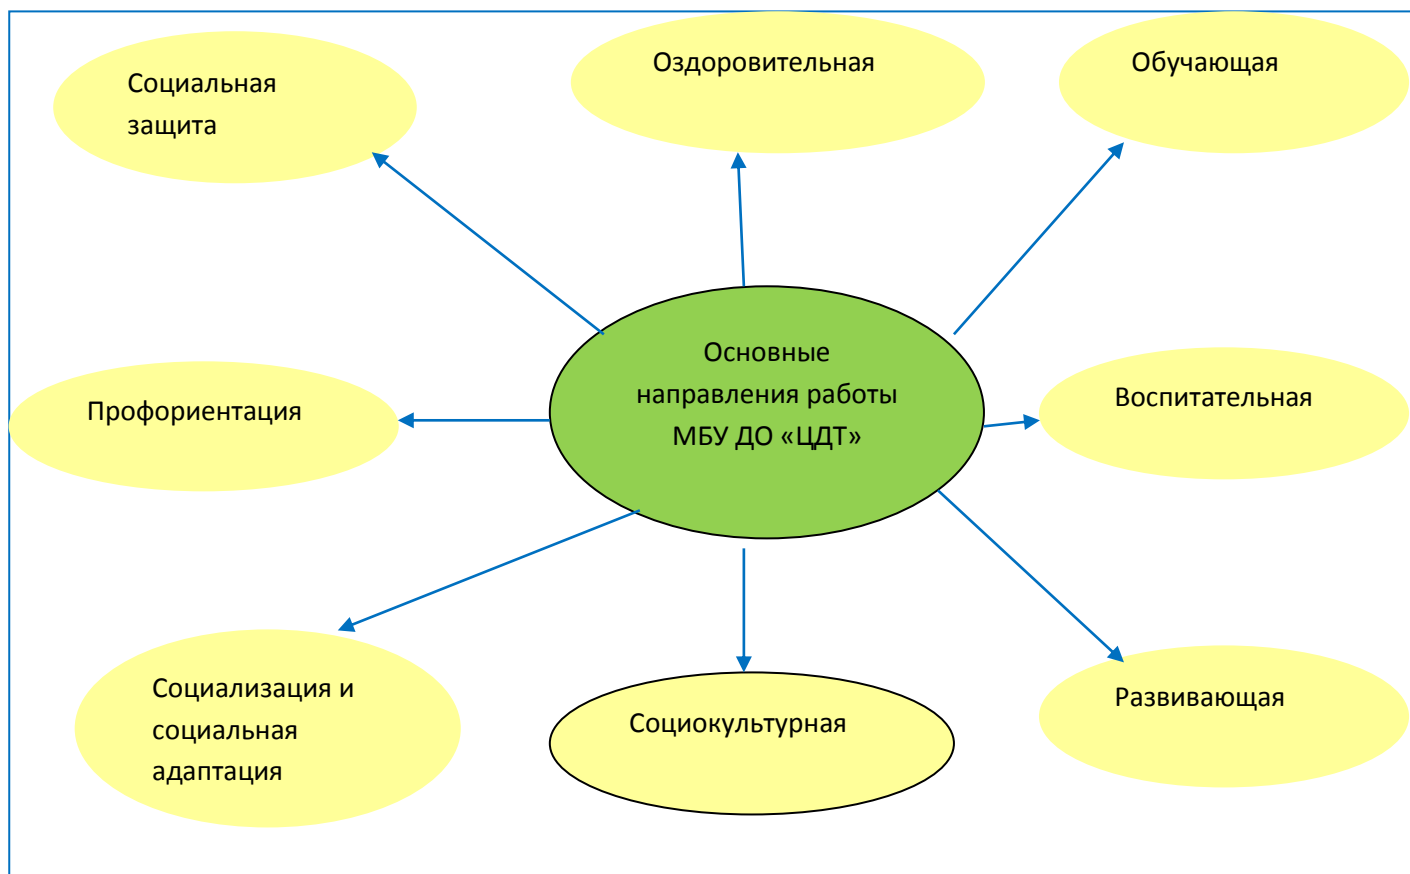 Социальная
защита
Оздоровительная
Обучающая
Основные
направления работы
МБУ ДО «ЦДТ»
Профориентация
Воспитательная
Социализация и
социальная
адаптация
Социокультурная
Развивающая